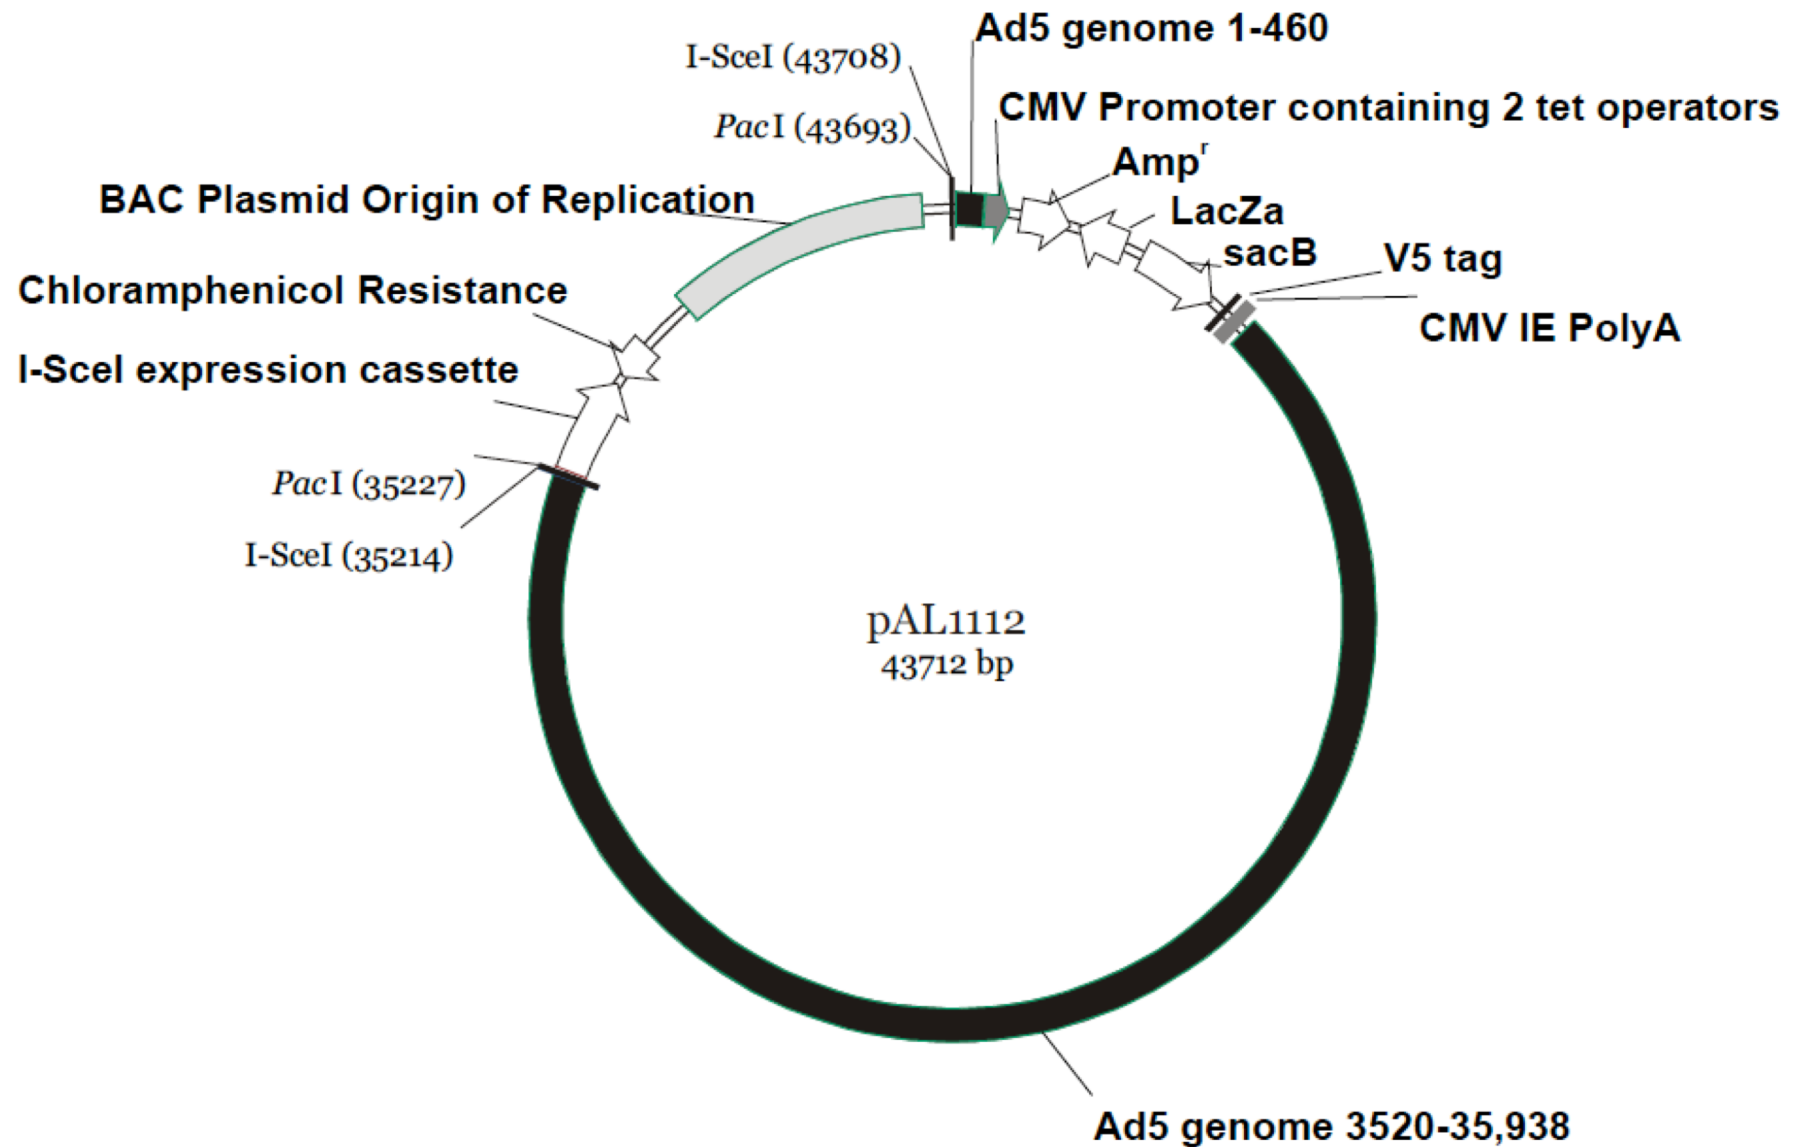 Ad5 genome 1-460
I-SceI (43708)
CMV Promoter containing 2 tet operators
PacI (43693)
Ampʳ
BAC Plasmid Origin of Replication
LacZa
sacB
V5 tag
Chloramphenicol Resistance
CMV IE PolyA
I-SceI expression cassette
PacI (35227)
I-SceI (35214)
pAL1112
43712 bp
Ad5 genome 3520-35,938